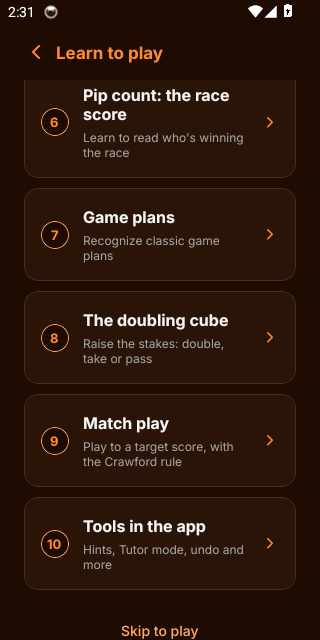 2:31
Learn to play
6
Pip count: the race
score
Learn to read who's winning
the race
7
Game plans
Recognize classic game
plans
8
The doubling cube
Raise the stakes: double,
take or pass
9
Match play
Play to a target score, with
the Crawford rule
10
Tools in the app
Hints, Tutor mode, undo and
more
Skip to play